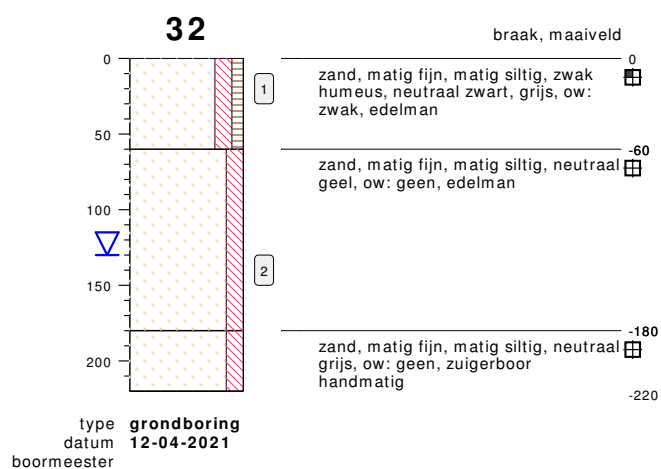 32
braak, maaiveld
0
0
zand, matig fijn, matig siltig, zwak
humeus, neutraal zwart, grijs, ow:
zwak, edelman
1
50
-60
zand, matig fijn, matig siltig, neutraal
geel, ow: geen, edelman
100
150
2
-180
zand, matig fijn, matig siltig, neutraal
grijs, ow: geen, zuigerboor
handmatig
200
-220
type grondboring
datum 12-04-2021
boormeester